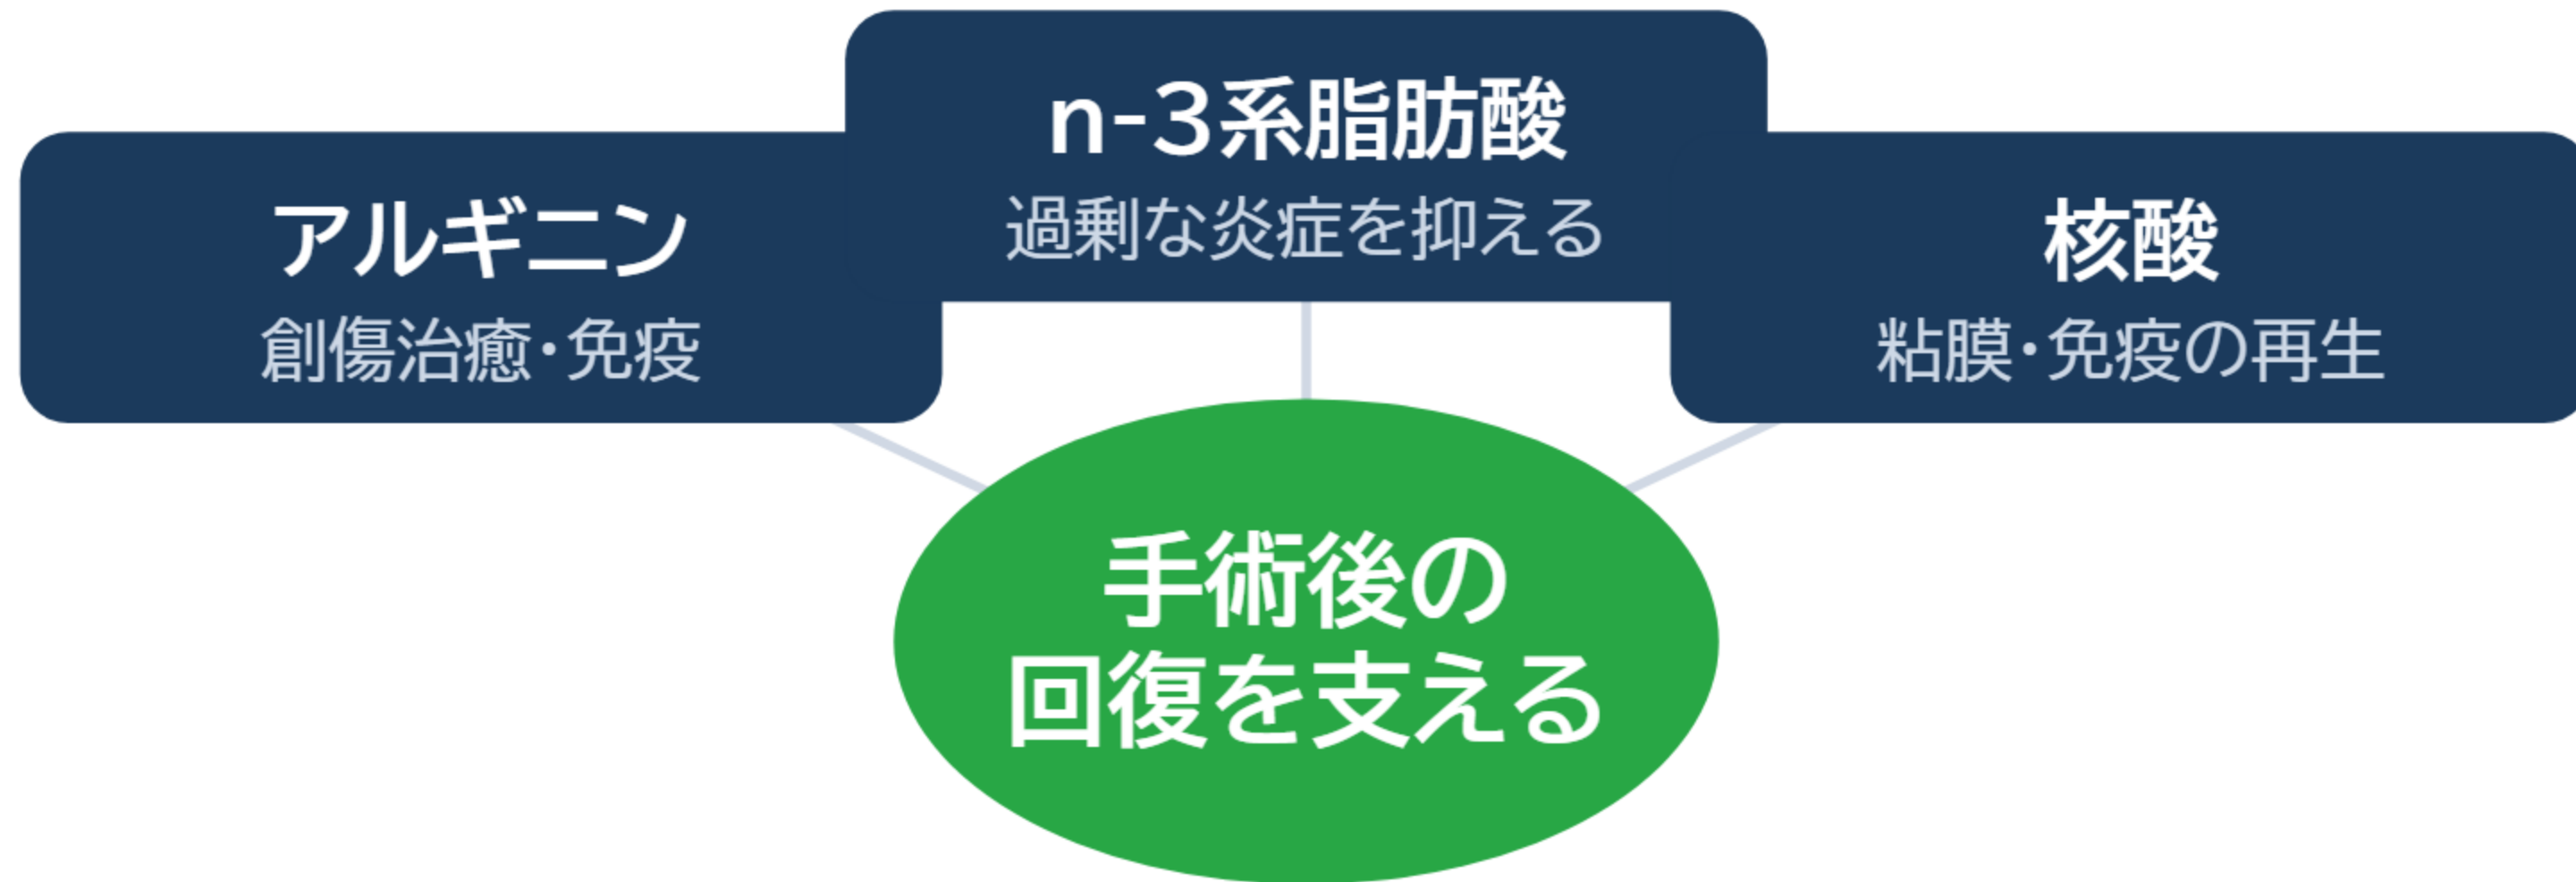 アルギニン
創傷治癒･免疫
n-3系脂肪酸
過剰な炎症を抑える
核酸
粘膜･免疫の再生
手術後の
回復を支える